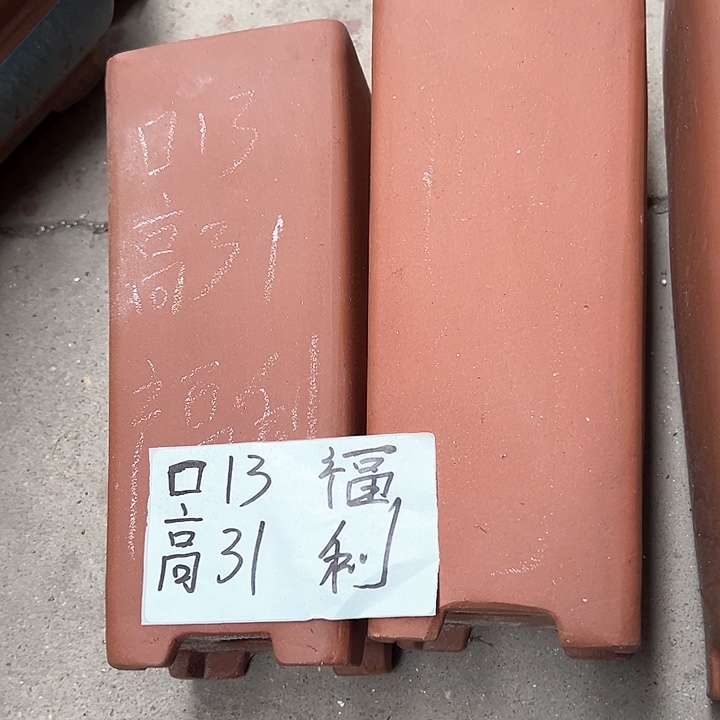 口13
高31
福利
口13 福
高31 利